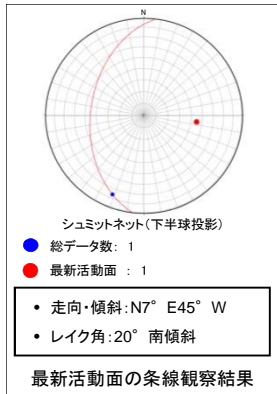 N
シュミットネット(下半球投影)
総データ数: 1
最新活動面 : 1
• 走向・傾斜:N7° E45° W
• レイク角:20° 南傾斜
最新活動面の条線観察結果